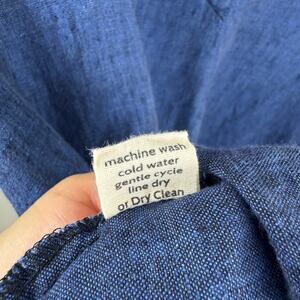 machine wash
cold water
gentle cycle
line dry
or Dry Clean